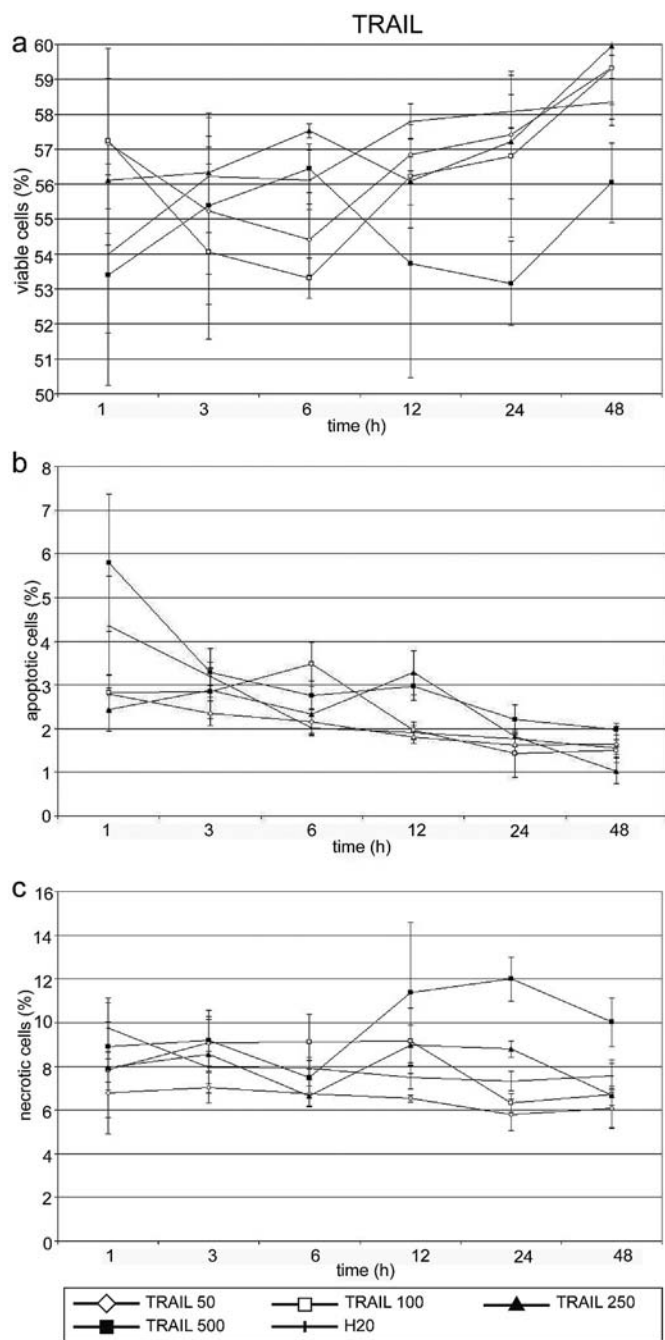 TRAIL
a
60
59
58
57
56
55
54
53
52
51
50
viable cells (%)
1 3 6 12 24 48
time (h)
b
8
7
6
5
4
3
2
1
0
apoptotic cells (%)
1 3 6 12 24 48
time (h)
c
16
14
12
10
8
6
4
2
0
necrotic cells (%)
1 3 6 12 24 48
time (h)
TRAIL 50 TRAIL 100 TRAIL 250
TRAIL 500 H20